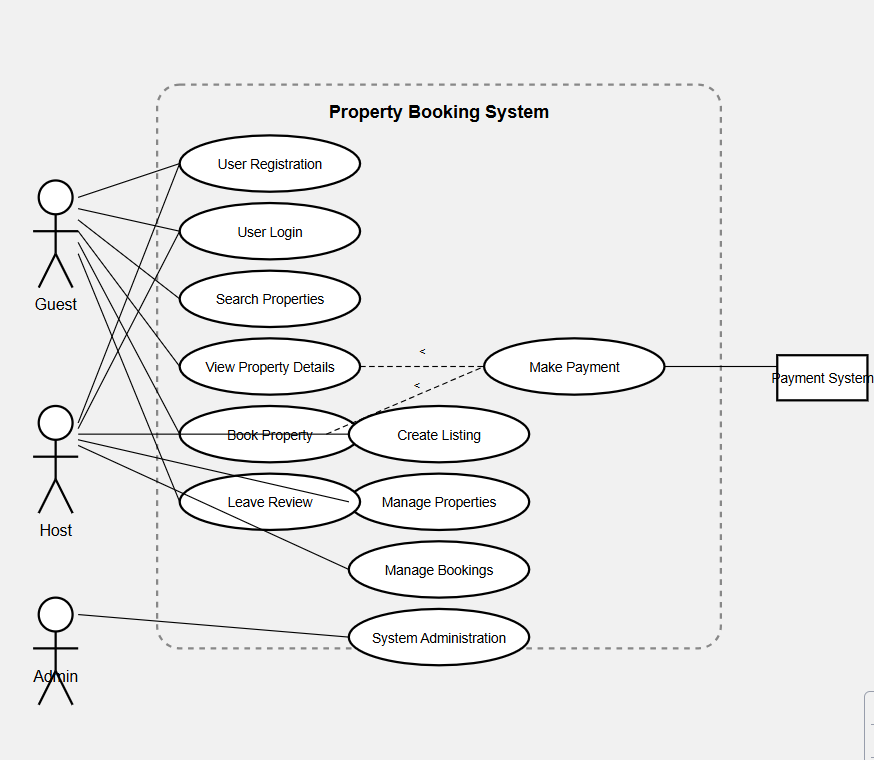 Property Booking System
User Registration
User Login
Search Properties
Guest
<
View Property Details
Make Payment
Payment System
<
Book Property
Create Listing
Leave Review
Manage Properties
Host
Manage Bookings
System Administration
Admin